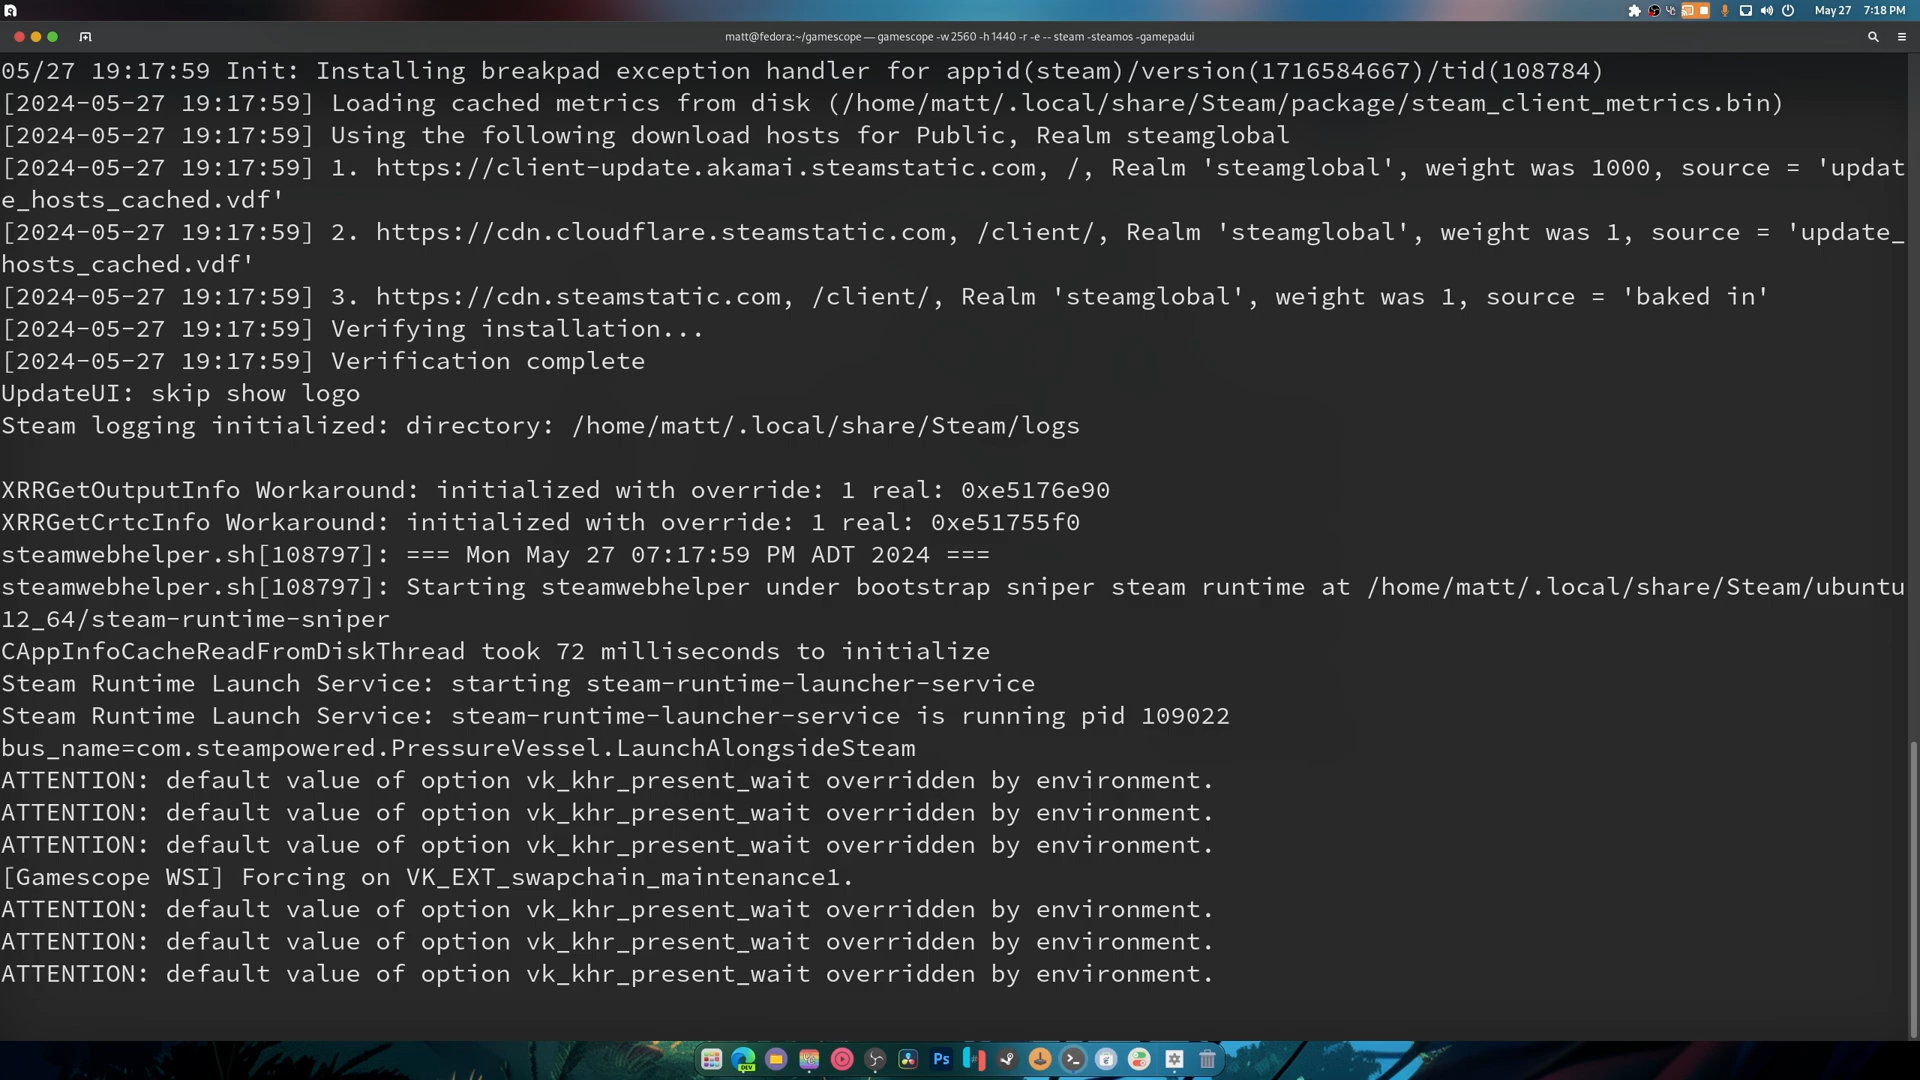 May 27 7:18 PM
matt@fedora:~/gamescope — gamescope -w 2560 -h 1440 -r -e -- steam -steamos -gamepadui
05/27 19:17:59 Init: Installing breakpad exception handler for appid(steam)/version(1716584667)/tid(108784)
[2024-05-27 19:17:59] Loading cached metrics from disk (/home/matt/.local/share/Steam/package/steam_client_metrics.bin)
[2024-05-27 19:17:59] Using the following download hosts for Public, Realm steamglobal
[2024-05-27 19:17:59] 1. https://client-update.akamai.steamstatic.com, /, Realm 'steamglobal', weight was 1000, source = 'updat
e_hosts_cached.vdf'
[2024-05-27 19:17:59] 2. https://cdn.cloudflare.steamstatic.com, /client/, Realm 'steamglobal', weight was 1, source = 'update_
hosts_cached.vdf'
[2024-05-27 19:17:59] 3. https://cdn.steamstatic.com, /client/, Realm 'steamglobal', weight was 1, source = 'baked in'
[2024-05-27 19:17:59] Verifying installation...
[2024-05-27 19:17:59] Verification complete
UpdateUI: skip show logo
Steam logging initialized: directory: /home/matt/.local/share/Steam/logs
XRRGetOutputInfo Workaround: initialized with override: 1 real: 0xe5176e90
XRRGetCrtcInfo Workaround: initialized with override: 1 real: 0xe51755f0
steamwebhelper.sh[108797]: === Mon May 27 07:17:59 PM ADT 2024 ===
steamwebhelper.sh[108797]: Starting steamwebhelper under bootstrap sniper steam runtime at /home/matt/.local/share/Steam/ubuntu
12_64/steam-runtime-sniper
CAppInfoCacheReadFromDiskThread took 72 milliseconds to initialize
Steam Runtime Launch Service: starting steam-runtime-launcher-service
Steam Runtime Launch Service: steam-runtime-launcher-service is running pid 109022
bus_name=com.steampowered.PressureVessel.LaunchAlongsideSteam
ATTENTION: default value of option vk_khr_present_wait overridden by environment.
ATTENTION: default value of option vk_khr_present_wait overridden by environment.
ATTENTION: default value of option vk_khr_present_wait overridden by environment.
[Gamescope WSI] Forcing on VK_EXT_swapchain_maintenance1.
ATTENTION: default value of option vk_khr_present_wait overridden by environment.
ATTENTION: default value of option vk_khr_present_wait overridden by environment.
ATTENTION: default value of option vk_khr_present_wait overridden by environment.
DEV
Ps